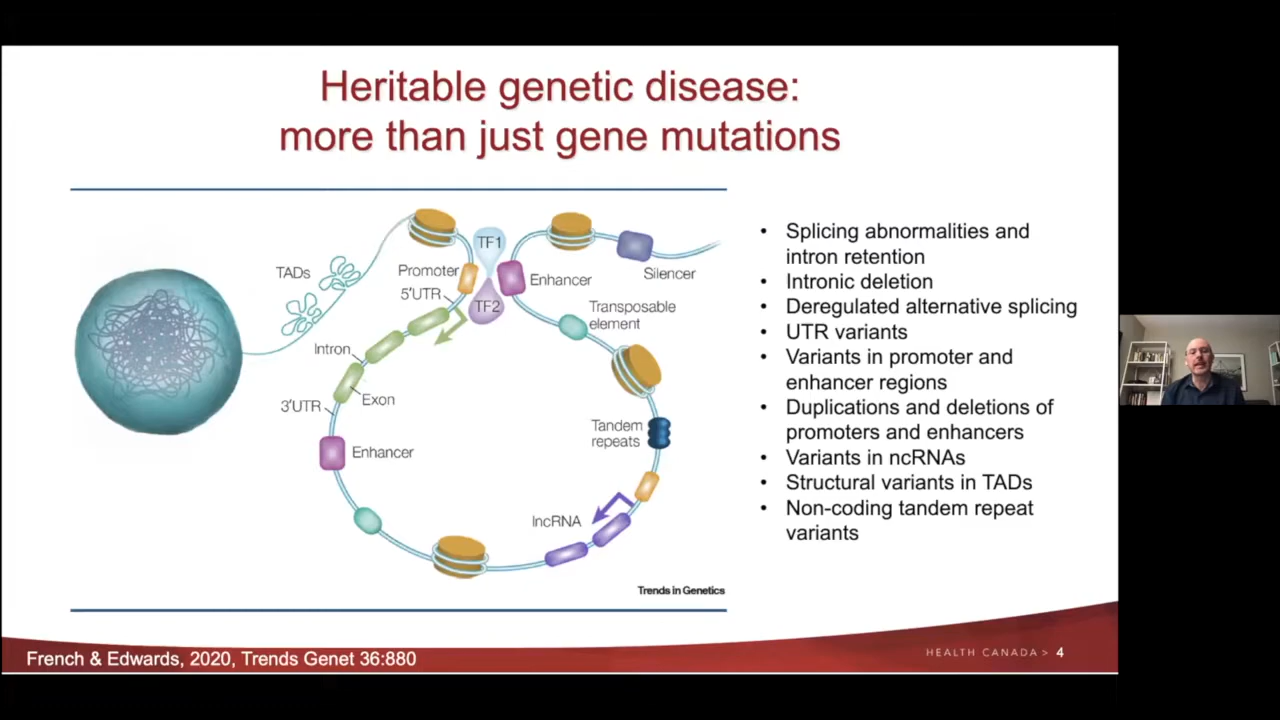 Heritable genetic disease:
more than just gene mutations
TADs
Promoter
5′UTR
TF1
TF2
Enhancer
Silencer
Transposable
element
Intron
Exon
3′UTR
Enhancer
Tandem
repeats
lncRNA
Trends in Genetics
• Splicing abnormalities and
intron retention
• Intronic deletion
• Deregulated alternative splicing
• UTR variants
• Variants in promoter and
enhancer regions
• Duplications and deletions of
promoters and enhancers
• Variants in ncRNAs
• Structural variants in TADs
• Non-coding tandem repeat
variants
French & Edwards, 2020, Trends Genet 36:880
HEALTH CANADA > 4